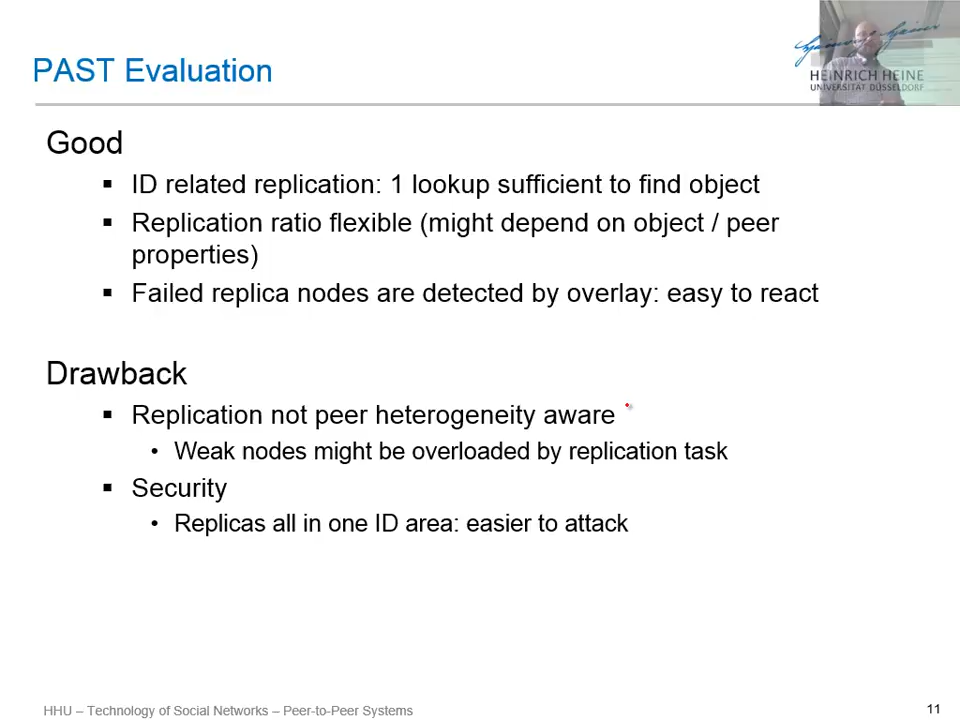 PAST Evaluation
HEINRICH HEINE
UNIVERSITÄT DÜSSELDORF
Good
▪ ID related replication: 1 lookup sufficient to find object
▪ Replication ratio flexible (might depend on object / peer
properties)
▪ Failed replica nodes are detected by overlay: easy to react
Drawback
▪ Replication not peer heterogeneity aware
• Weak nodes might be overloaded by replication task
▪ Security
• Replicas all in one ID area: easier to attack
HHU – Technology of Social Networks – Peer-to-Peer Systems
11